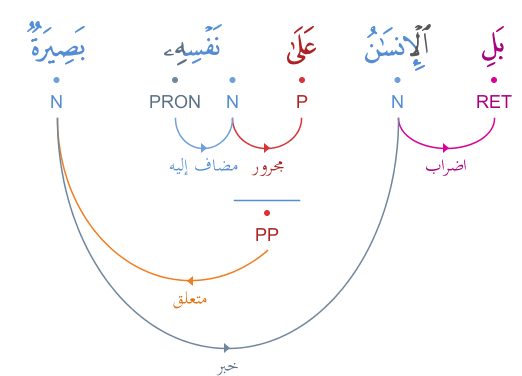 بَلِ ٱلْإِنسَٰنُ عَلَىٰ نَفْسِهِۦ بَصِيرَةٌ
RET N P N PRON N
اضراب مجرور مضاف إليه
PP
متعلق
خبر